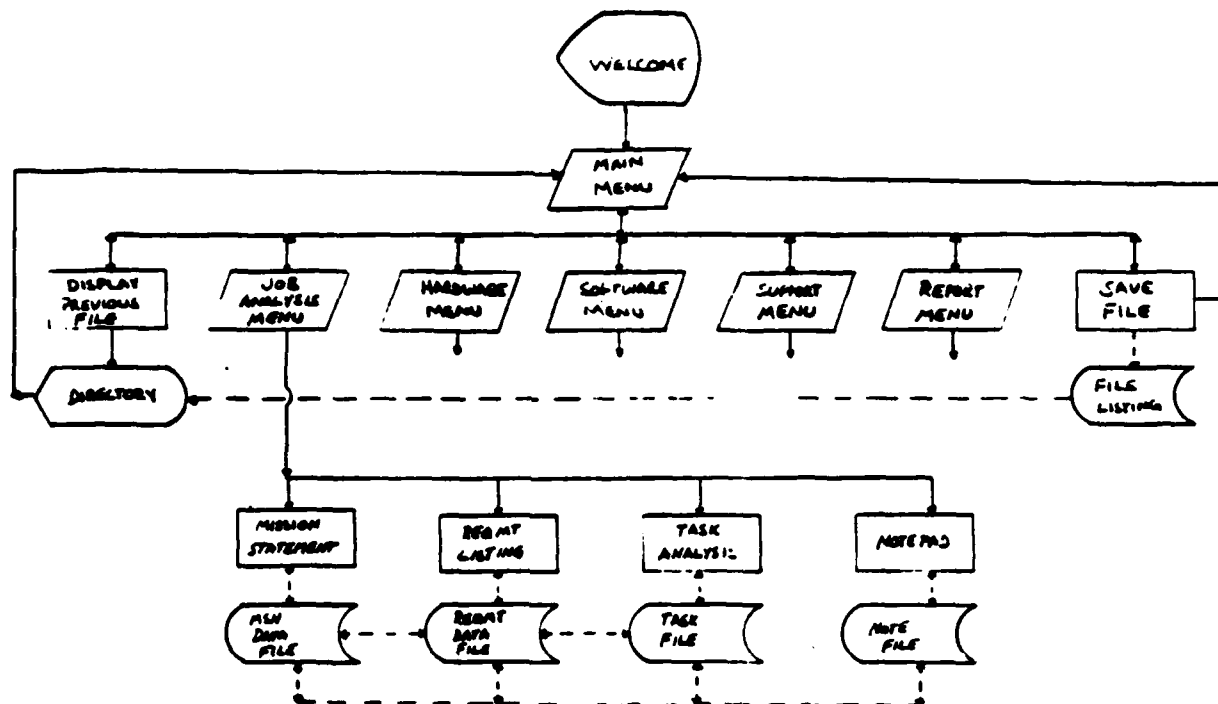 WELCOME
MAIN
MENU
DISPLAY
PREVIOUS
FILE
JOB
ANALYSIS
MENU
HARDWARE
MENU
SOFTWARE
MENU
SUPPORT
MENU
REPORT
MENU
SAVE
FILE
DIRECTORY
FILE
LISTING
MISSION
STATEMENT
REQMT
LISTING
TASK
ANALYSIS
NOTEPAD
MSN
DATA
FILE
REQMT
DATA
FILE
TASK
FILE
NOTE
FILE